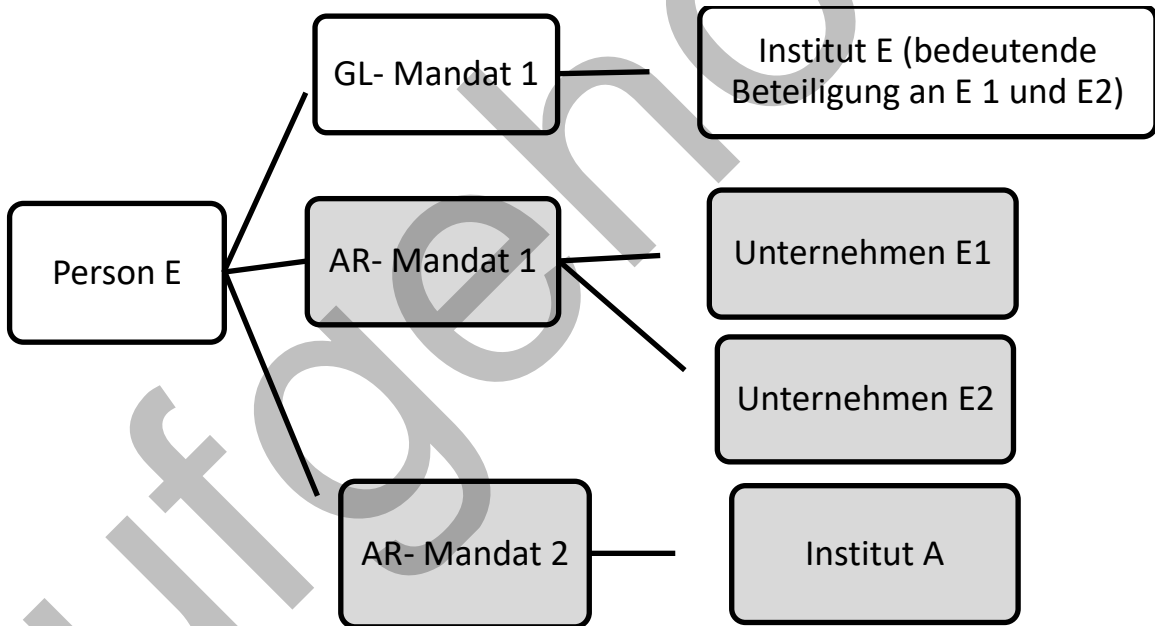 GL- Mandat 1
Institut E (bedeutende
Beteiligung an E 1 und E2)
Person E
AR- Mandat 1
Unternehmen E1
Unternehmen E2
AR- Mandat 2
Institut A